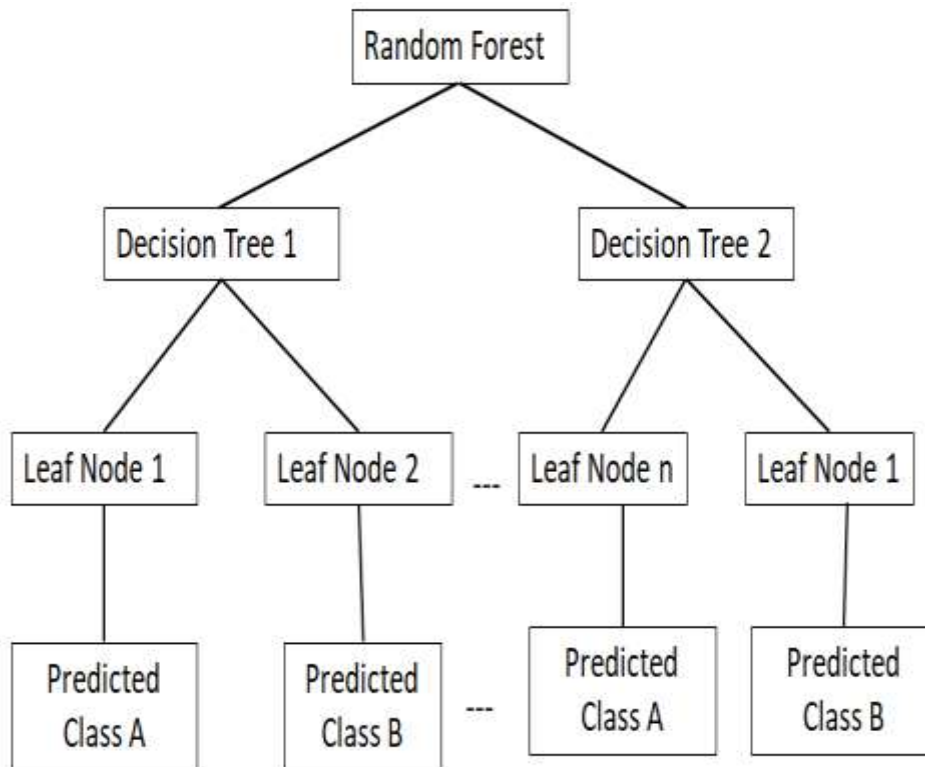 Random Forest
Decision Tree 1
Decision Tree 2
Leaf Node 1
Leaf Node 2
---
Leaf Node n
Leaf Node 1
Predicted
Class A
Predicted
Class B
---
Predicted
Class A
Predicted
Class B